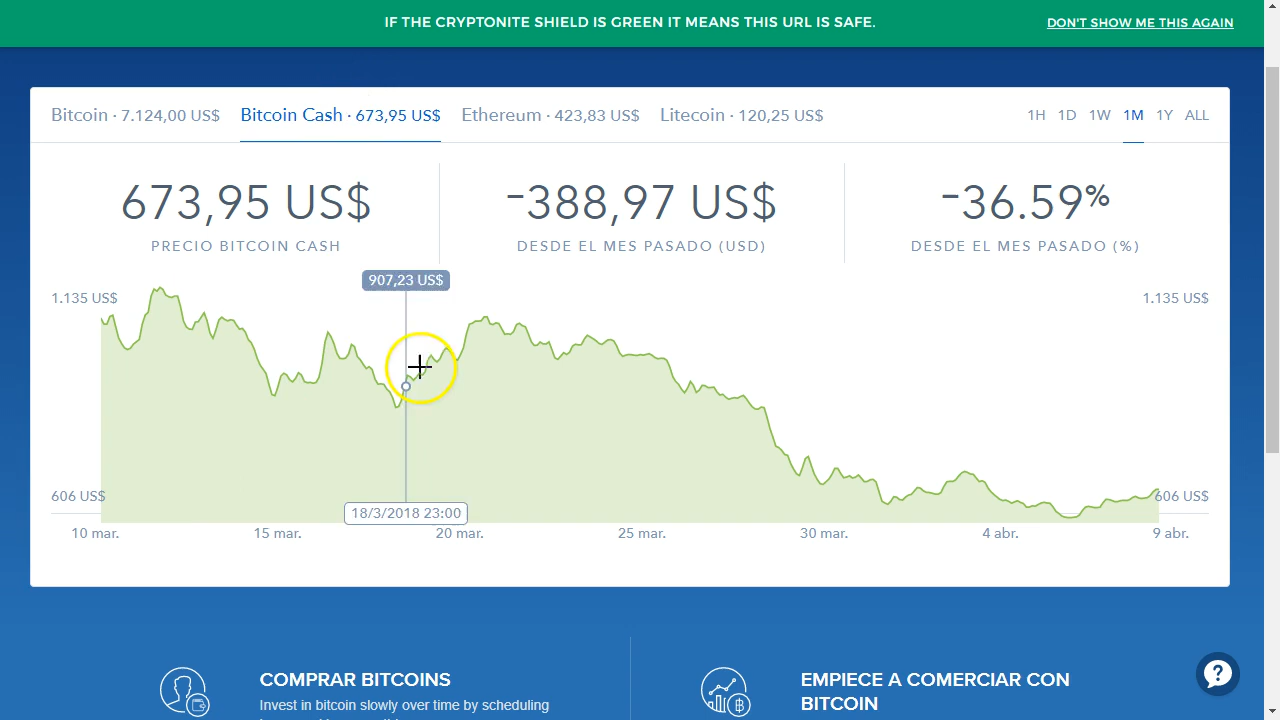 IF THE CRYPTONITE SHIELD IS GREEN IT MEANS THIS URL IS SAFE. DON'T SHOW ME THIS AGAIN
Bitcoin · 7.124,00 US$ Bitcoin Cash · 673,95 US$ Ethereum · 423,83 US$ Litecoin · 120,25 US$ 1H 1D 1W 1M 1Y ALL
673,95 US$ -388,97 US$ -36.59%
PRECIO BITCOIN CASH DESDE EL MES PASADO (USD) DESDE EL MES PASADO (%)
907,23 US$
1.135 US$ 1.135 US$
606 US$ 606 US$
18/3/2018 23:00
10 mar. 15 mar. 20 mar. 25 mar. 30 mar. 4 abr. 9 abr.
COMPRAR BITCOINS EMPIECE A COMERCIAR CON
BITCOIN
Invest in bitcoin slowly over time by scheduling